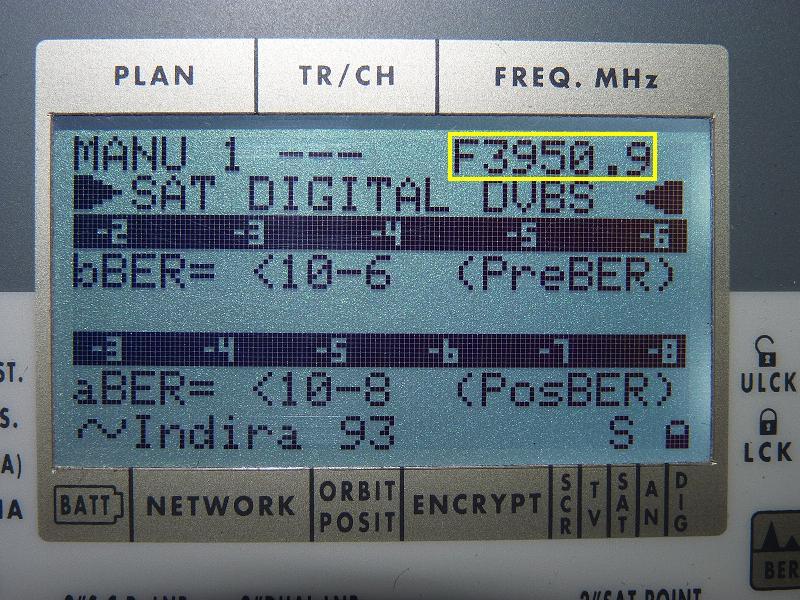 PLAN TR/CH FREQ. MHz
MANU 1 --- F3950.9
SAT DIGITAL DVBS
-2 -3 -4 -5 -6
bBER= <10-6 (PreBER)
-3 -4 -5 -6 -7 -8
aBER= <10-8 (PosBER)
~Indira 93 S
BATT NETWORK ORBIT POSIT ENCRYPT SCR TV SAT AN DIG
ST.
S.
A)
IA
ULCK
LCK
BER